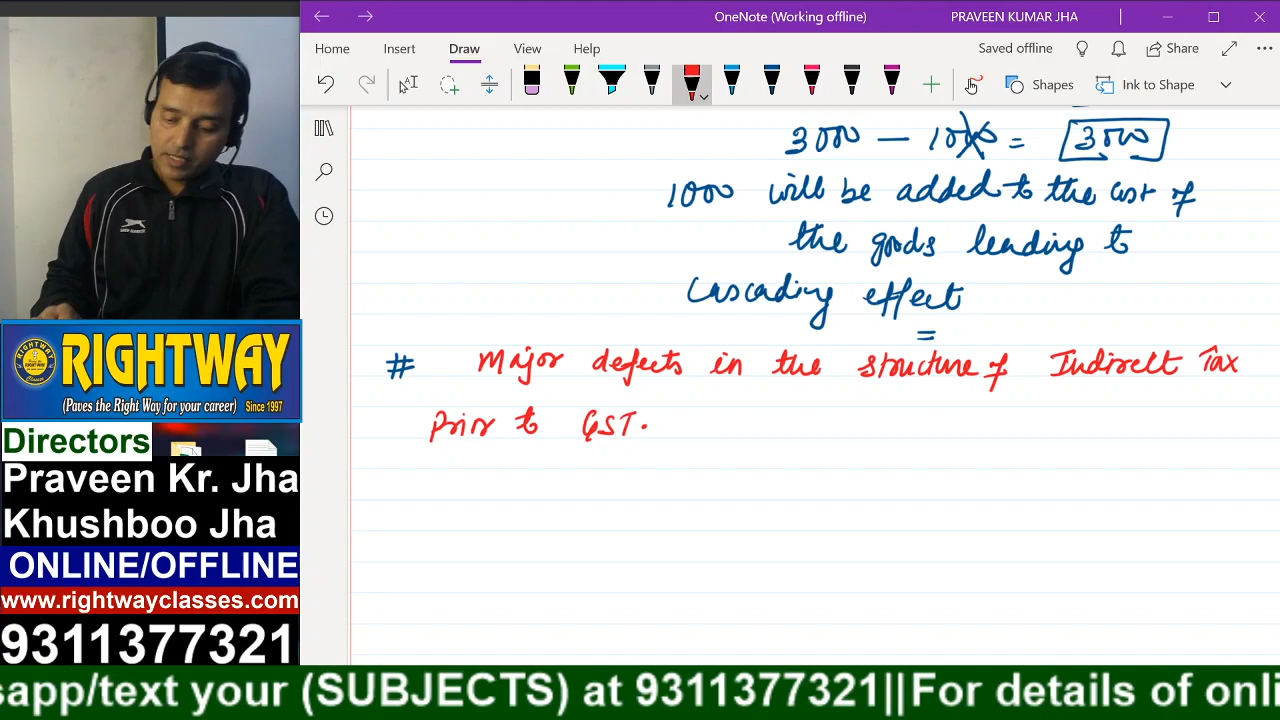 OneNote (Working offline)
PRAVEEN KUMAR JHA
Home Insert Draw View Help
Saved offline
Share
Shapes
Ink to Shape
3000 — 1000 = 3000
1000 will be added to the cost of
the goods leading to
Cascading effect
# Major defects in the structure of Indirect Tax
Prior to GST.
RIGHTWAY
(Paves the Right Way for your career) Since 1997
Directors
Praveen Kr. Jha
Khushboo Jha
ONLINE/OFFLINE
www.rightwayclasses.com
9311377321
sapp/text your (SUBJECTS) at 9311377321||For details of onli